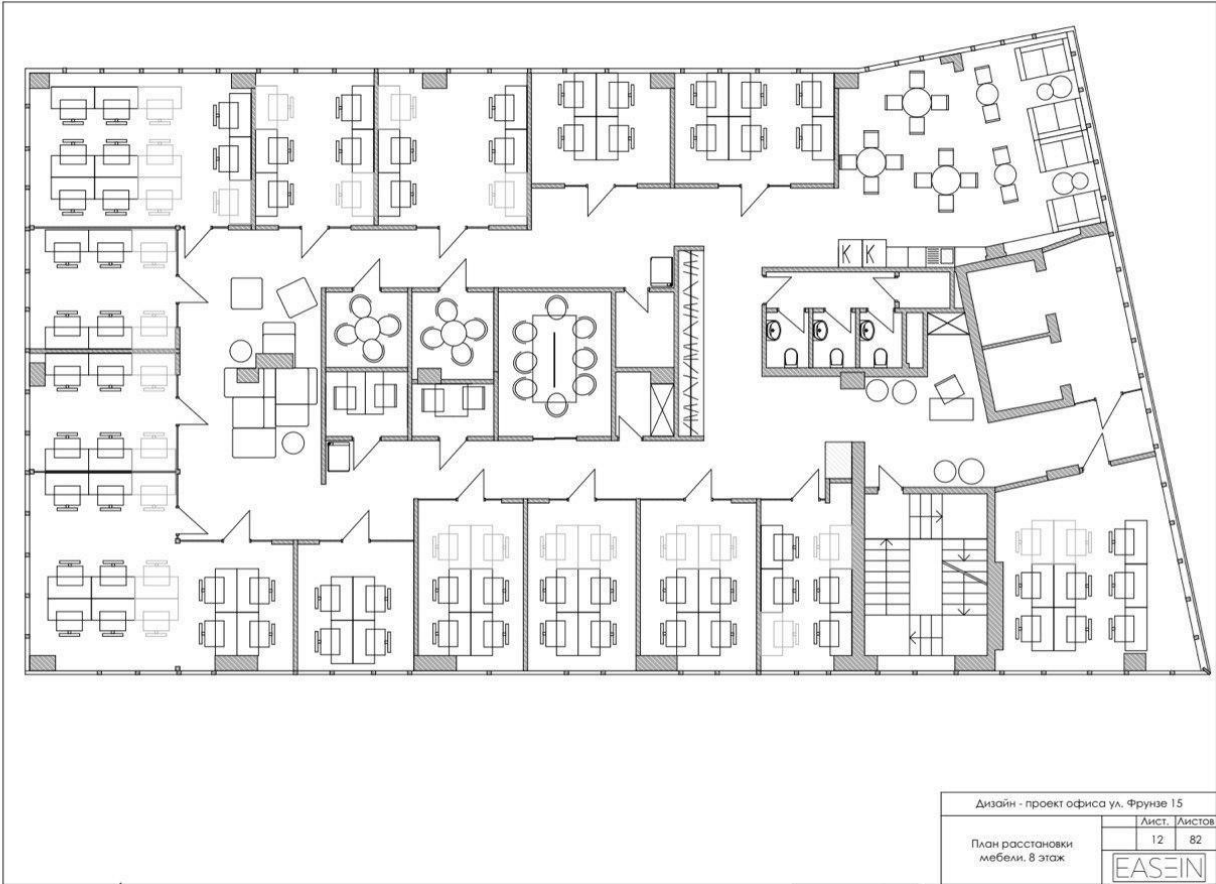 K K
Дизайн - проект офиса ул. Фрунзе 15
План расстановки
мебели. 8 этаж
Лист. Листов
12 82
EASEIN